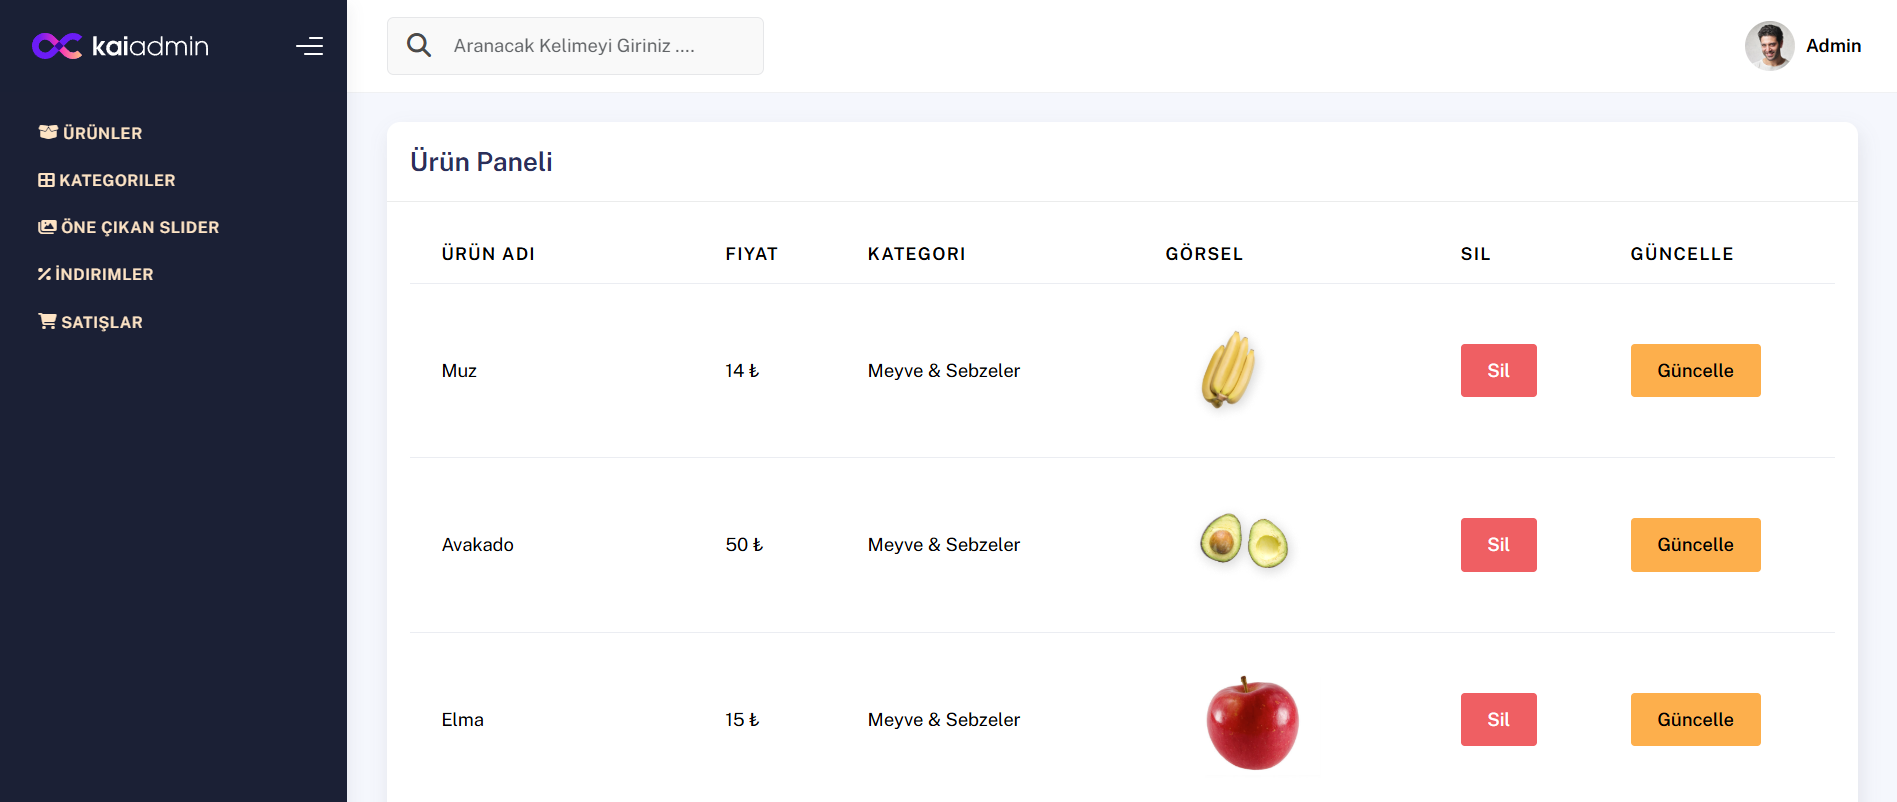 kaiadmin
Aranacak Kelimeyi Giriniz ....
Admin
ÜRÜNLER
KATEGORILER
ÖNE ÇIKAN SLIDER
İNDIRIMLER
SATIŞLAR
Ürün Paneli
ÜRÜN ADI FIYAT KATEGORI GÖRSEL SIL GÜNCELLE
Muz 14 ₺ Meyve & Sebzeler Sil Güncelle
Avakado 50 ₺ Meyve & Sebzeler Sil Güncelle
Elma 15 ₺ Meyve & Sebzeler Sil Güncelle